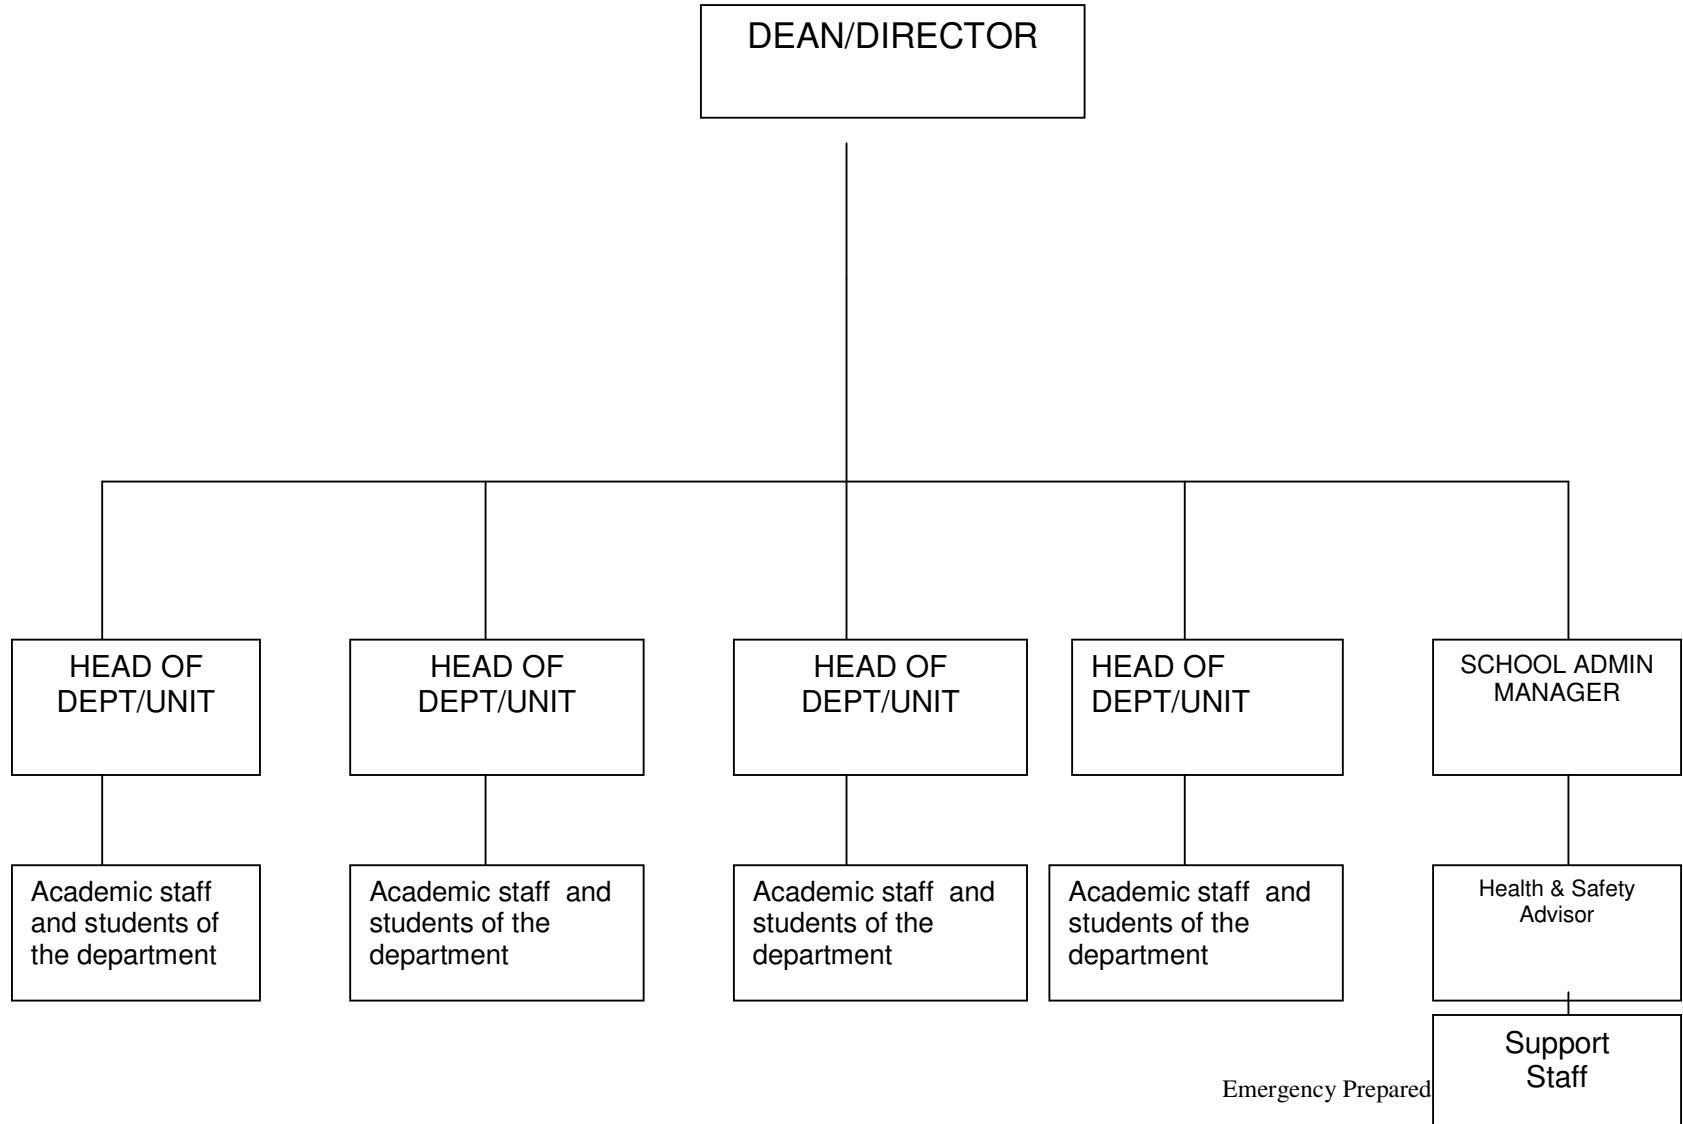 DEAN/DIRECTOR
HEAD OF
DEPT/UNIT
HEAD OF
DEPT/UNIT
HEAD OF
DEPT/UNIT
HEAD OF
DEPT/UNIT
SCHOOL ADMIN
MANAGER
Academic staff
and students of
the department
Academic staff and
students of the
department
Academic staff and
students of the
department
Academic staff and
students of the
department
Health & Safety
Advisor
Support
Staff
Emergency Prepared